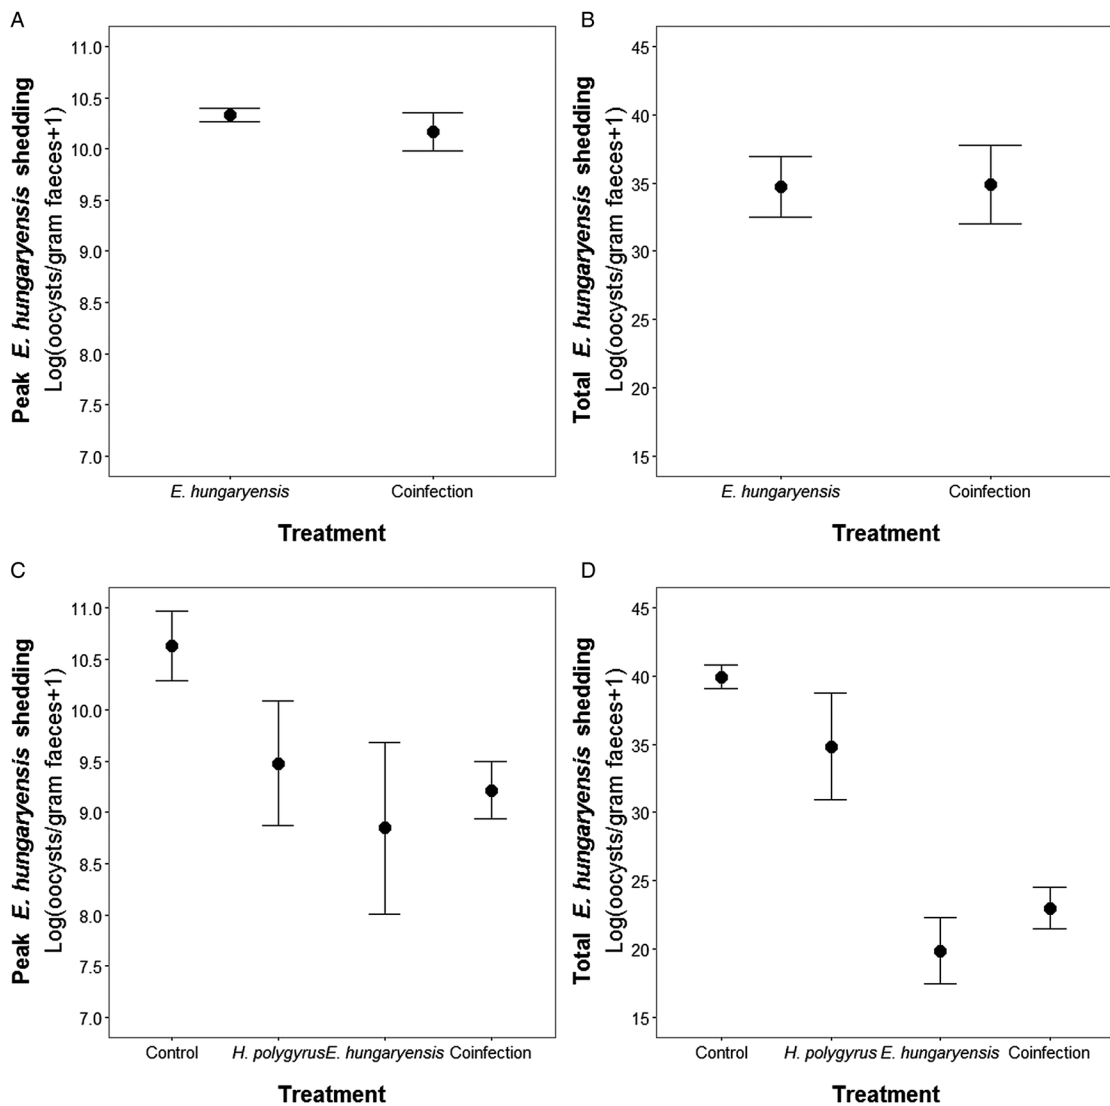 A
Peak E. hungaryensis shedding
Log(oocysts/gram faeces+1)
11.0
10.5
10.0
9.5
9.0
8.5
8.0
7.5
7.0
E. hungaryensis Coinfection
Treatment
B
Total E. hungaryensis shedding
Log(oocysts/gram faeces+1)
45
40
35
30
25
20
15
E. hungaryensis Coinfection
Treatment
C
Peak E. hungaryensis shedding
Log(oocysts/gram faeces+1)
11.0
10.5
10.0
9.5
9.0
8.5
8.0
7.5
7.0
Control H. polygyrus E. hungaryensis Coinfection
Treatment
D
Total E. hungaryensis shedding
Log(oocysts/gram faeces+1)
45
40
35
30
25
20
15
Control H. polygyrus E. hungaryensis Coinfection
Treatment